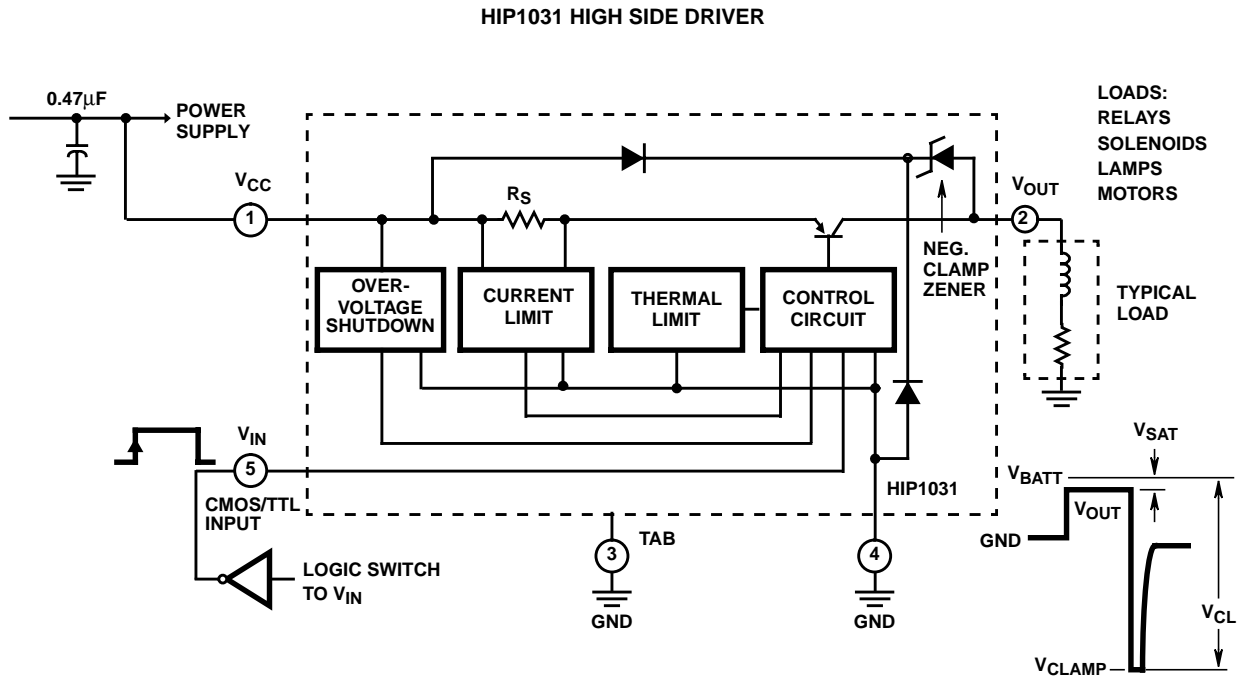 HIP1031 HIGH SIDE DRIVER
0.47μF
POWER
SUPPLY
LOADS:
RELAYS
SOLENOIDS
LAMPS
MOTORS
VCC
1
RS
VOUT
2
NEG.
CLAMP
ZENER
OVER-
VOLTAGE
SHUTDOWN
CURRENT
LIMIT
THERMAL
LIMIT
CONTROL
CIRCUIT
TYPICAL
LOAD
VIN
5
CMOS/TTL
INPUT
LOGIC SWITCH
TO VIN
HIP1031
3
TAB
GND
4
GND
VSAT
VBATT
VOUT
GND
VCL
VCLAMP